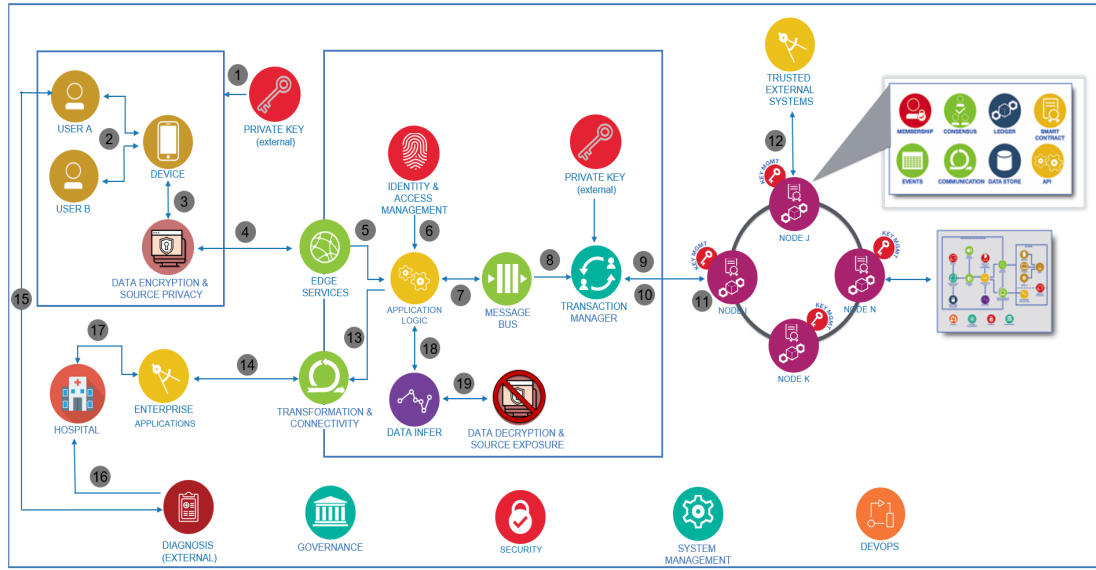 1
2
3
4
5
6
7
8
9
10
11
12
13
14
15
16
17
18
19
USER A
USER B
DEVICE
PRIVATE KEY
(external)
DATA ENCRYPTION &
SOURCE PRIVACY
IDENTITY &
ACCESS
MANAGEMENT
PRIVATE KEY
(external)
EDGE
SERVICES
APPLICATION
LOGIC
MESSAGE
BUS
TRANSACTION
MANAGER
TRANSFORMATION &
CONNECTIVITY
DATA INFER
DATA DECRYPTION &
SOURCE EXPOSURE
HOSPITAL
ENTERPRISE
APPLICATIONS
DIAGNOSIS
(EXTERNAL)
TRUSTED
EXTERNAL
SYSTEMS
KEY MGMT
NODE J
KEY MGMT
NODE I
KEY MGMT
NODE N
KEY MGMT
NODE K
MEMBERSHIP
CONSENSUS
LEDGER
SMART
CONTRACT
EVENTS
COMMUNICATION
DATA STORE
API
GOVERNANCE
SECURITY
SYSTEM
MANAGEMENT
DEVOPS